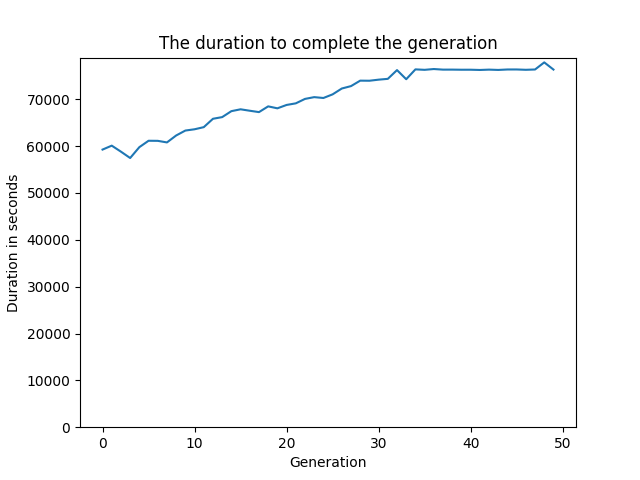 The duration to complete the generation
Duration in seconds
70000
60000
50000
40000
30000
20000
10000
0
0 10 20 30 40 50
Generation